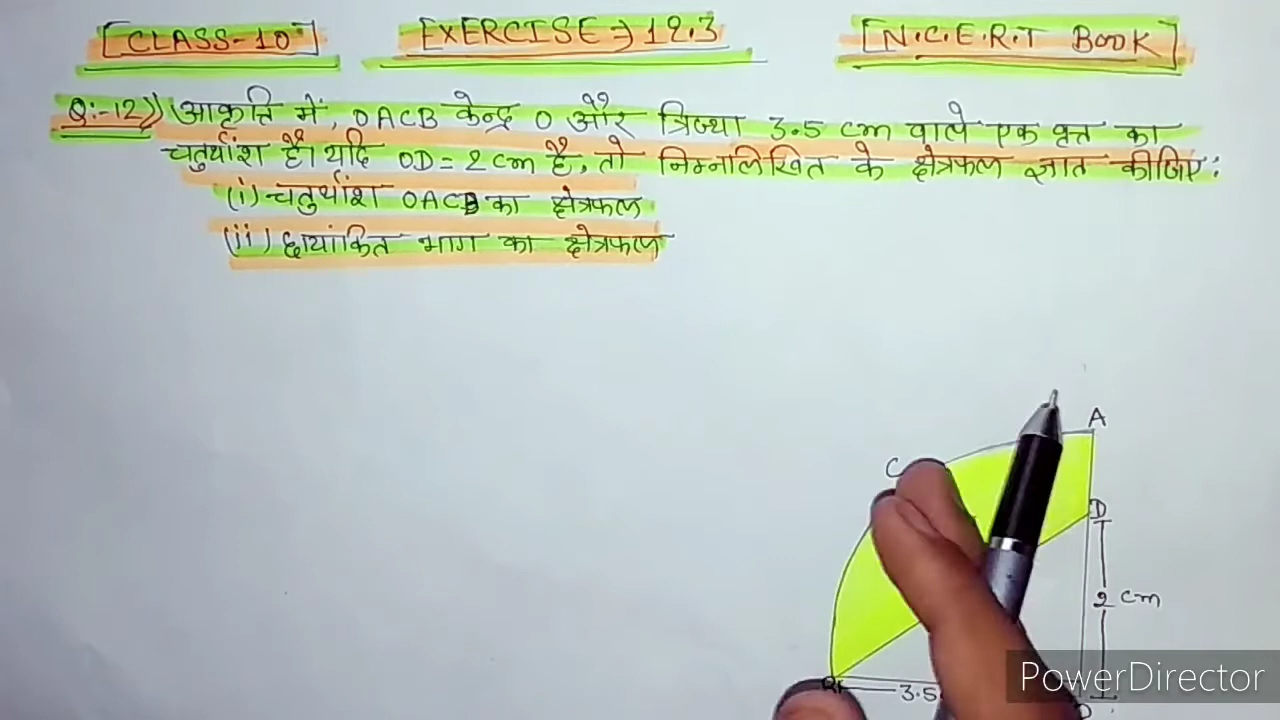 [CLASS-10] EXERCISE → 12.3 [N.C.E.R.T BOOK]
Q:-12)) आकृति में, OACB केन्द्र O और त्रिज्या 3.5 cm वाले एक वृत्त का
चतुर्थांश है। यदि OD = 2 cm है, तो निम्नलिखित के क्षेत्रफल ज्ञात कीजिए:
(i) चतुर्थांश OACB का क्षेत्रफल
(ii) छायांकित भाग का क्षेत्रफल
A
C
D
2 cm
B 3.5
O
PowerDirector